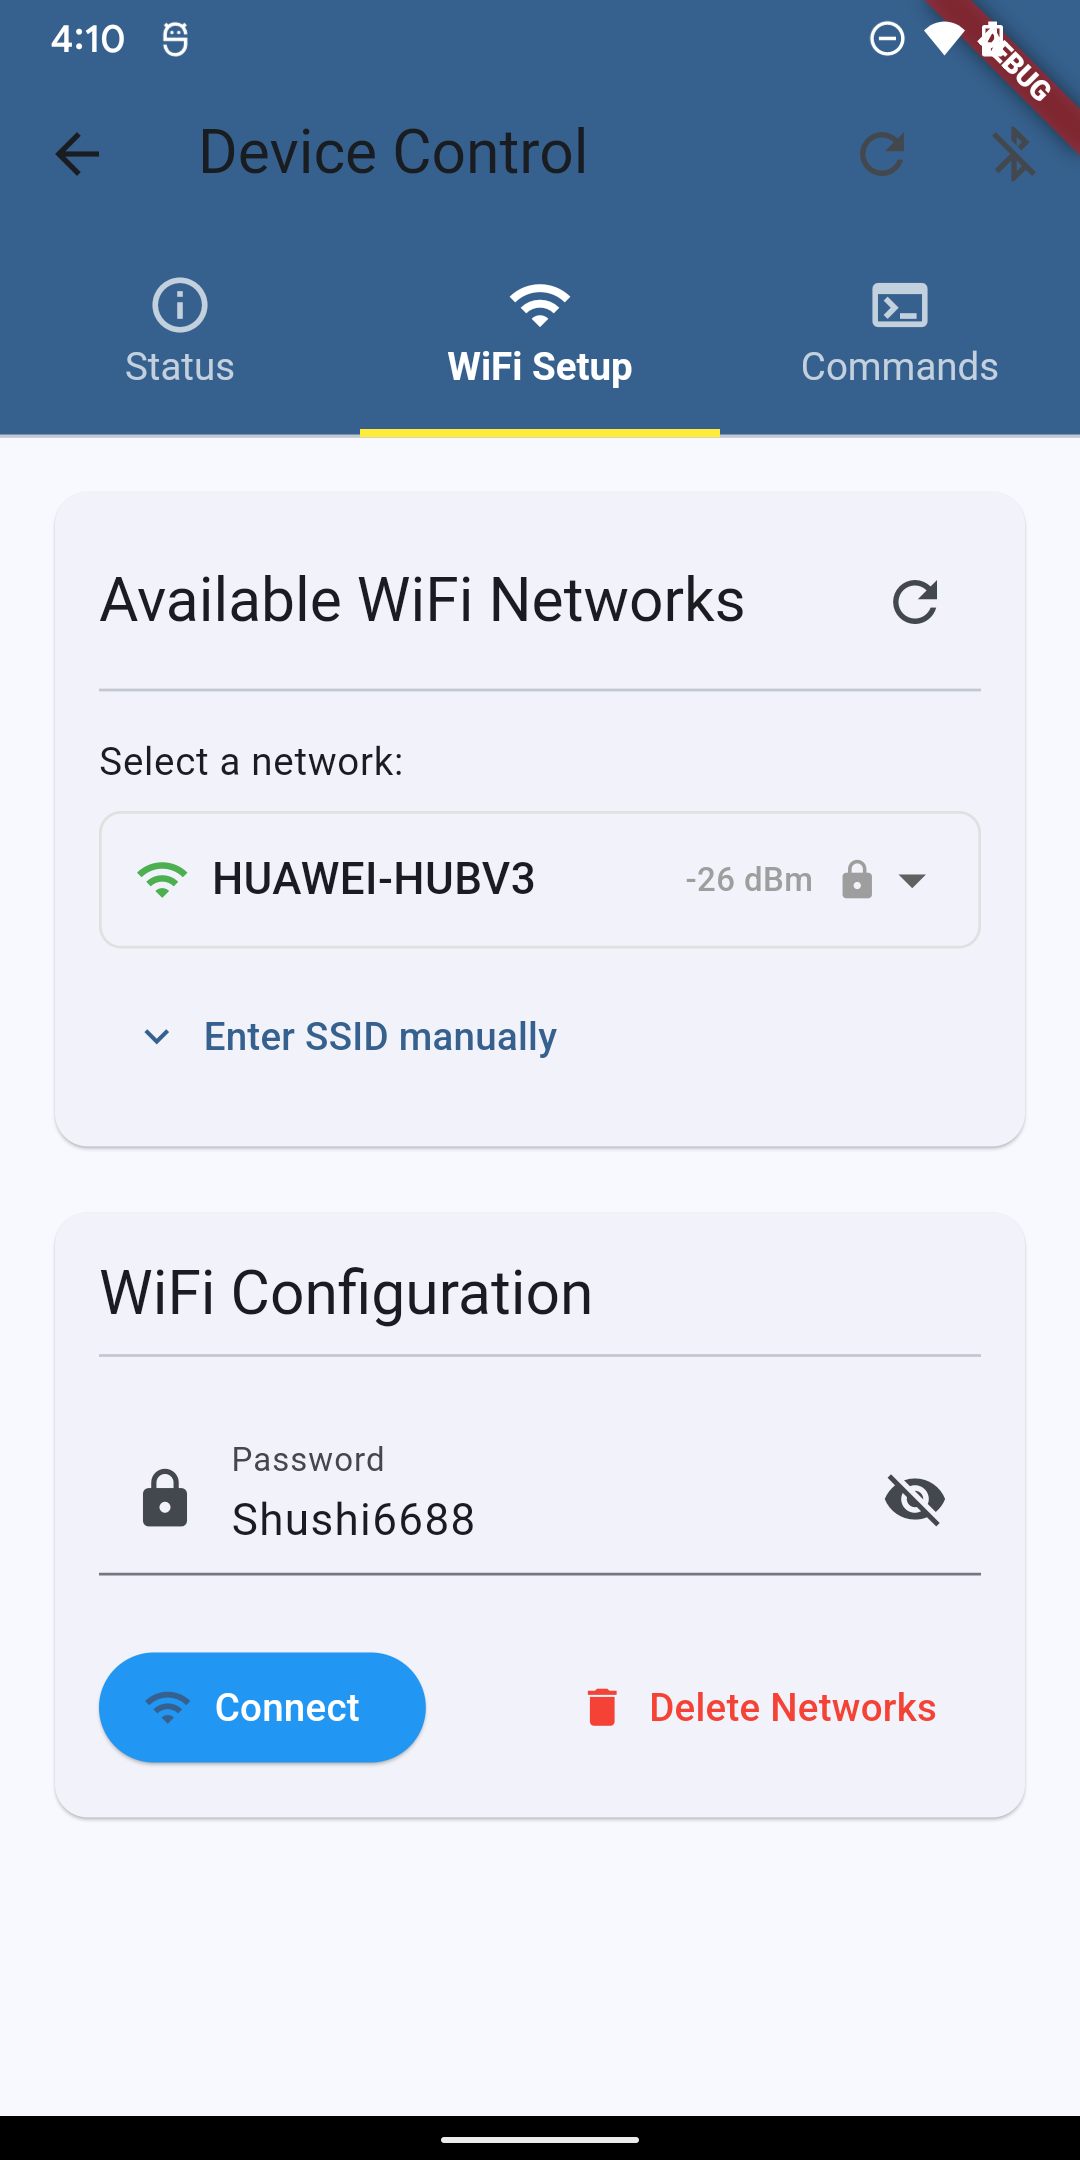 4:10
DEBUG
Device Control
Status
WiFi Setup
Commands
Available WiFi Networks
Select a network:
HUAWEI-HUBV3
-26 dBm
Enter SSID manually
WiFi Configuration
Password
Shushi6688
Connect
Delete Networks